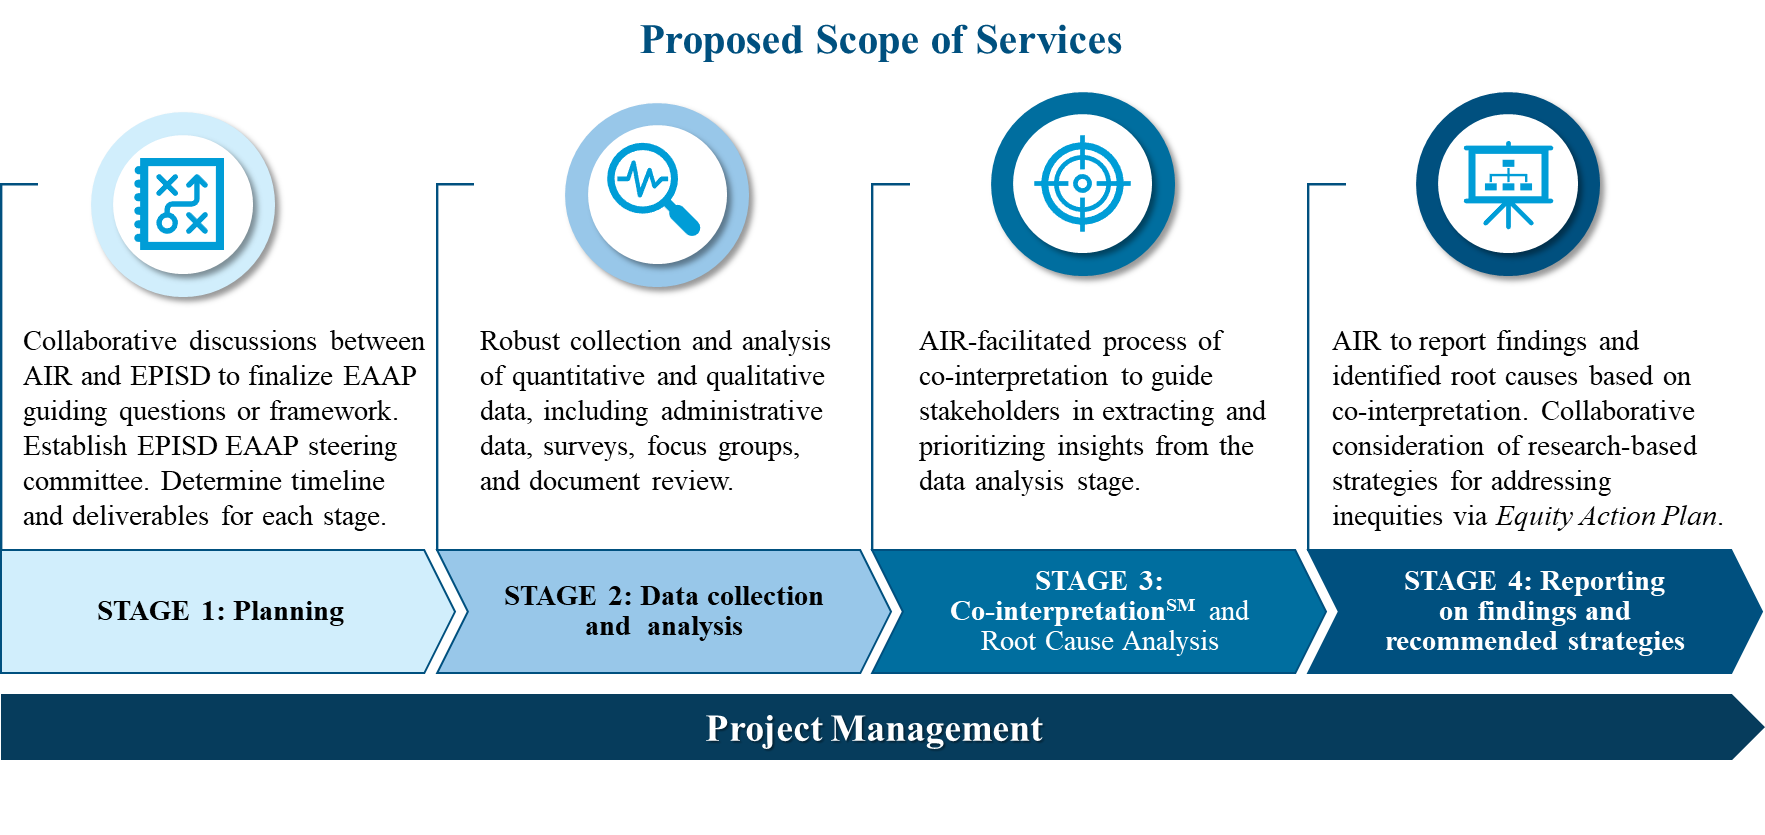 Proposed Scope of Services
Collaborative discussions between
AIR and EPISD to finalize EAAP
guiding questions or framework.
Establish EPISD EAAP steering
committee. Determine timeline
and deliverables for each stage.
Robust collection and analysis
of quantitative and qualitative
data, including administrative
data, surveys, focus groups,
and document review.
AIR-facilitated process of
co-interpretation to guide
stakeholders in extracting and
prioritizing insights from the
data analysis stage.
AIR to report findings and
identified root causes based on
co-interpretation. Collaborative
consideration of research-based
strategies for addressing
inequities via Equity Action Plan.
STAGE 1: Planning
STAGE 2: Data collection
and analysis
STAGE 3:
Co-interpretationSM and
Root Cause Analysis
STAGE 4: Reporting
on findings and
recommended strategies
Project Management